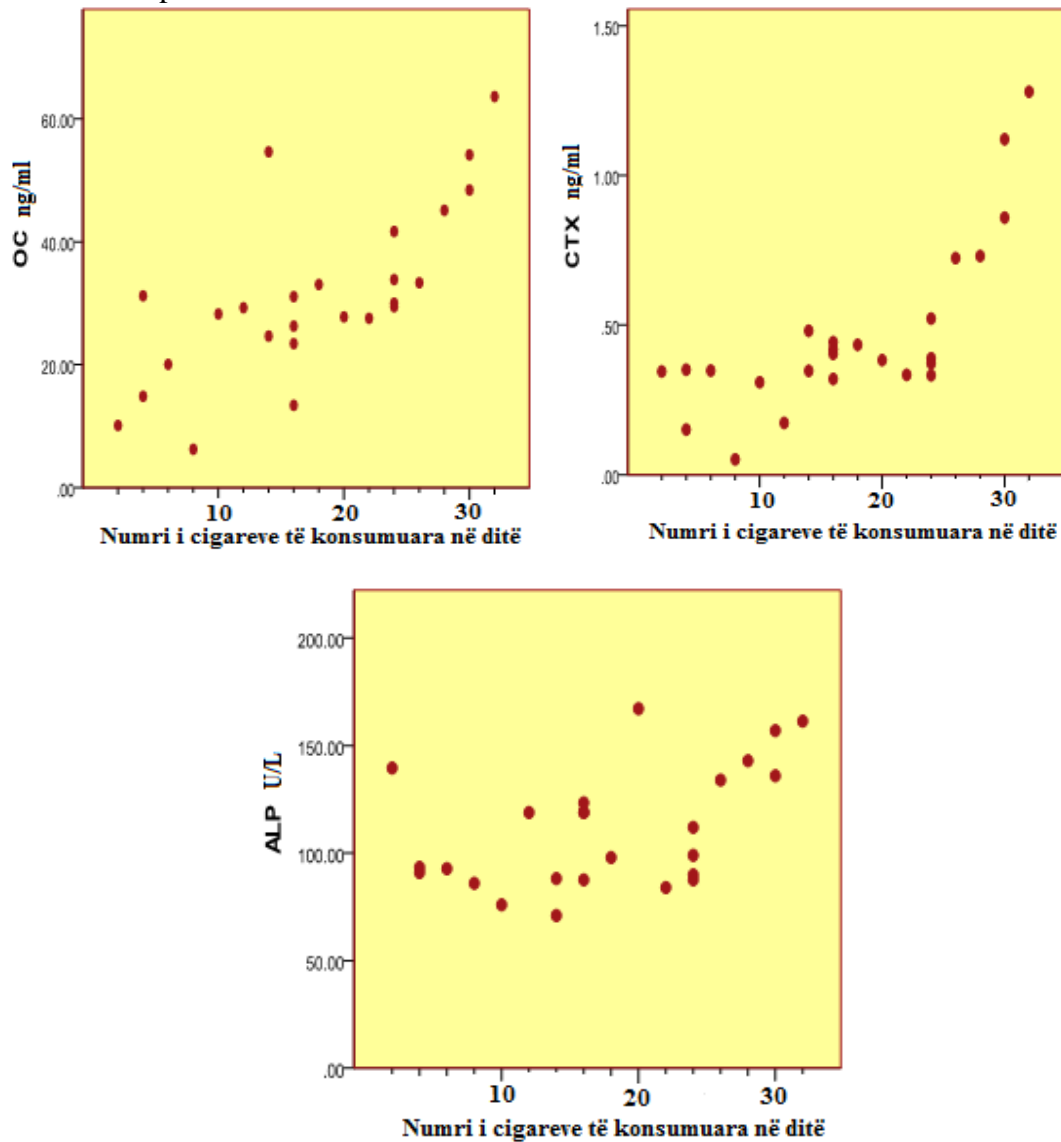 60.00
40.00
20.00
.00
OC ng/ml
10 20 30
Numri i cigareve të konsumuara në ditë
1.50
1.00
.50
.00
CTX ng/ml
10 20 30
Numri i cigareve të konsumuara në ditë
200.00
150.00
100.00
50.00
.00
ALP U/L
10 20 30
Numri i cigareve të konsumuara në ditë